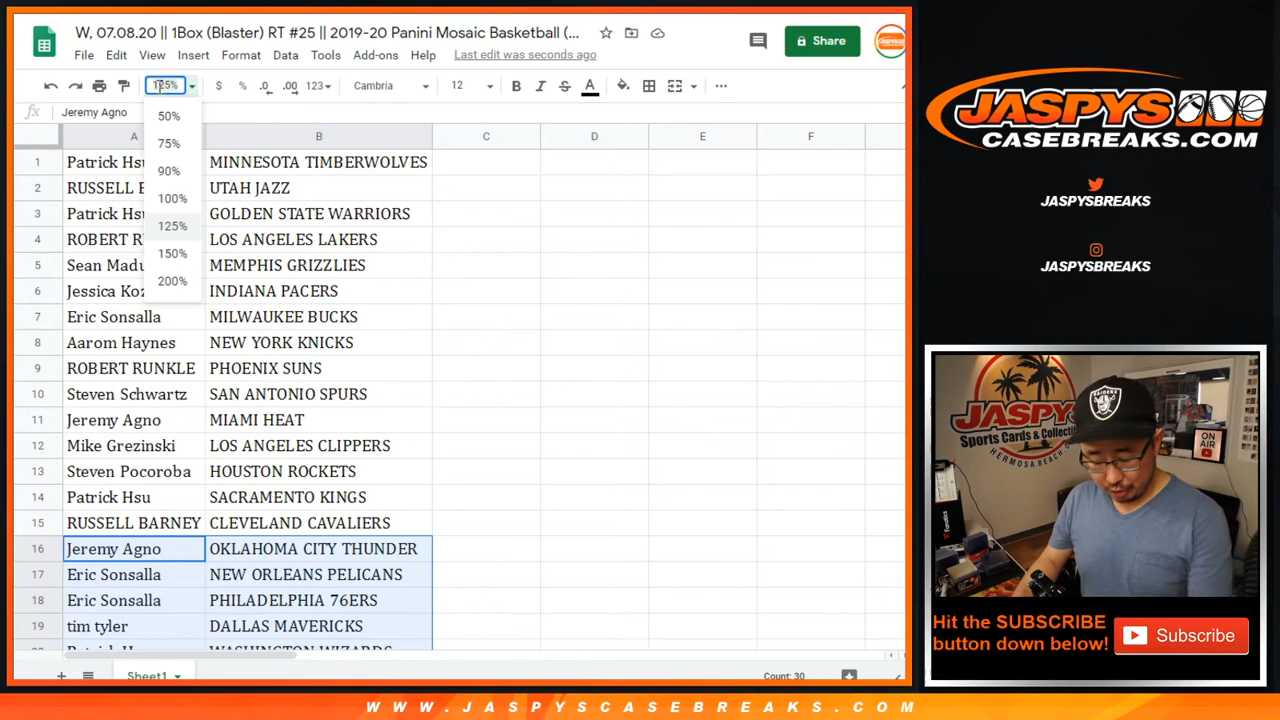 W, 07.08.20 || 1Box (Blaster) RT #25 || 2019-20 Panini Mosaic Basketball (...
File Edit View Insert Format Data Tools Add-ons Help Last edit was seconds ago
Share
125% $ % .0 .00 123 Cambria 12 B I S A
fx Jeremy Agno
50%
75%
90%
100%
125%
150%
200%
A B C D E F
1 Patrick Hsu MINNESOTA TIMBERWOLVES
2 RUSSELL B UTAH JAZZ
3 Patrick Hsu GOLDEN STATE WARRIORS
4 ROBERT RU LOS ANGELES LAKERS
5 Sean Madu MEMPHIS GRIZZLIES
6 Jessica Koz INDIANA PACERS
7 Eric Sonsalla MILWAUKEE BUCKS
8 Aarom Haynes NEW YORK KNICKS
9 ROBERT RUNKLE PHOENIX SUNS
10 Steven Schwartz SAN ANTONIO SPURS
11 Jeremy Agno MIAMI HEAT
12 Mike Grezinski LOS ANGELES CLIPPERS
13 Steven Pocoroba HOUSTON ROCKETS
14 Patrick Hsu SACRAMENTO KINGS
15 RUSSELL BARNEY CLEVELAND CAVALIERS
16 Jeremy Agno OKLAHOMA CITY THUNDER
17 Eric Sonsalla NEW ORLEANS PELICANS
18 Eric Sonsalla PHILADELPHIA 76ERS
19 tim tyler DALLAS MAVERICKS
WASHINGTON WIZARDS
Sheet1 Count: 30
JASPYS
CASEBREAKS.COM
JASPYSBREAKS
JASPYSBREAKS
JASPYS
Sports Cards & Collectibles
HERMOSA BEACH
RAIDERS
ON AIR
Fanatics
Hit the SUBSCRIBE
button down below!
Subscribe
WWW.JASPYSCASEBREAKS.COM